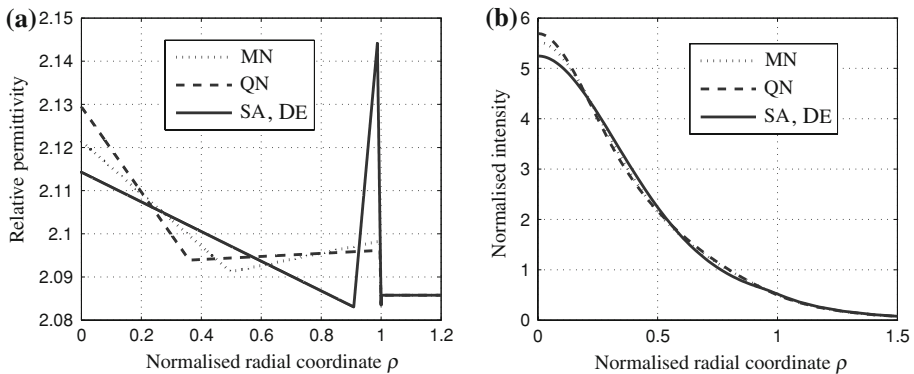 (a)
2.15
2.14
2.13
2.12
2.11
2.1
2.09
2.08
Relative permittivity
MN
QN
SA, DE
0
0.2
0.4
0.6
0.8
1
1.2
Normalised radial coordinate ρ
(b)
6
5
4
3
2
1
0
Normalised intensity
MN
QN
SA, DE
0
0.5
1
1.5
Normalised radial coordinate ρ